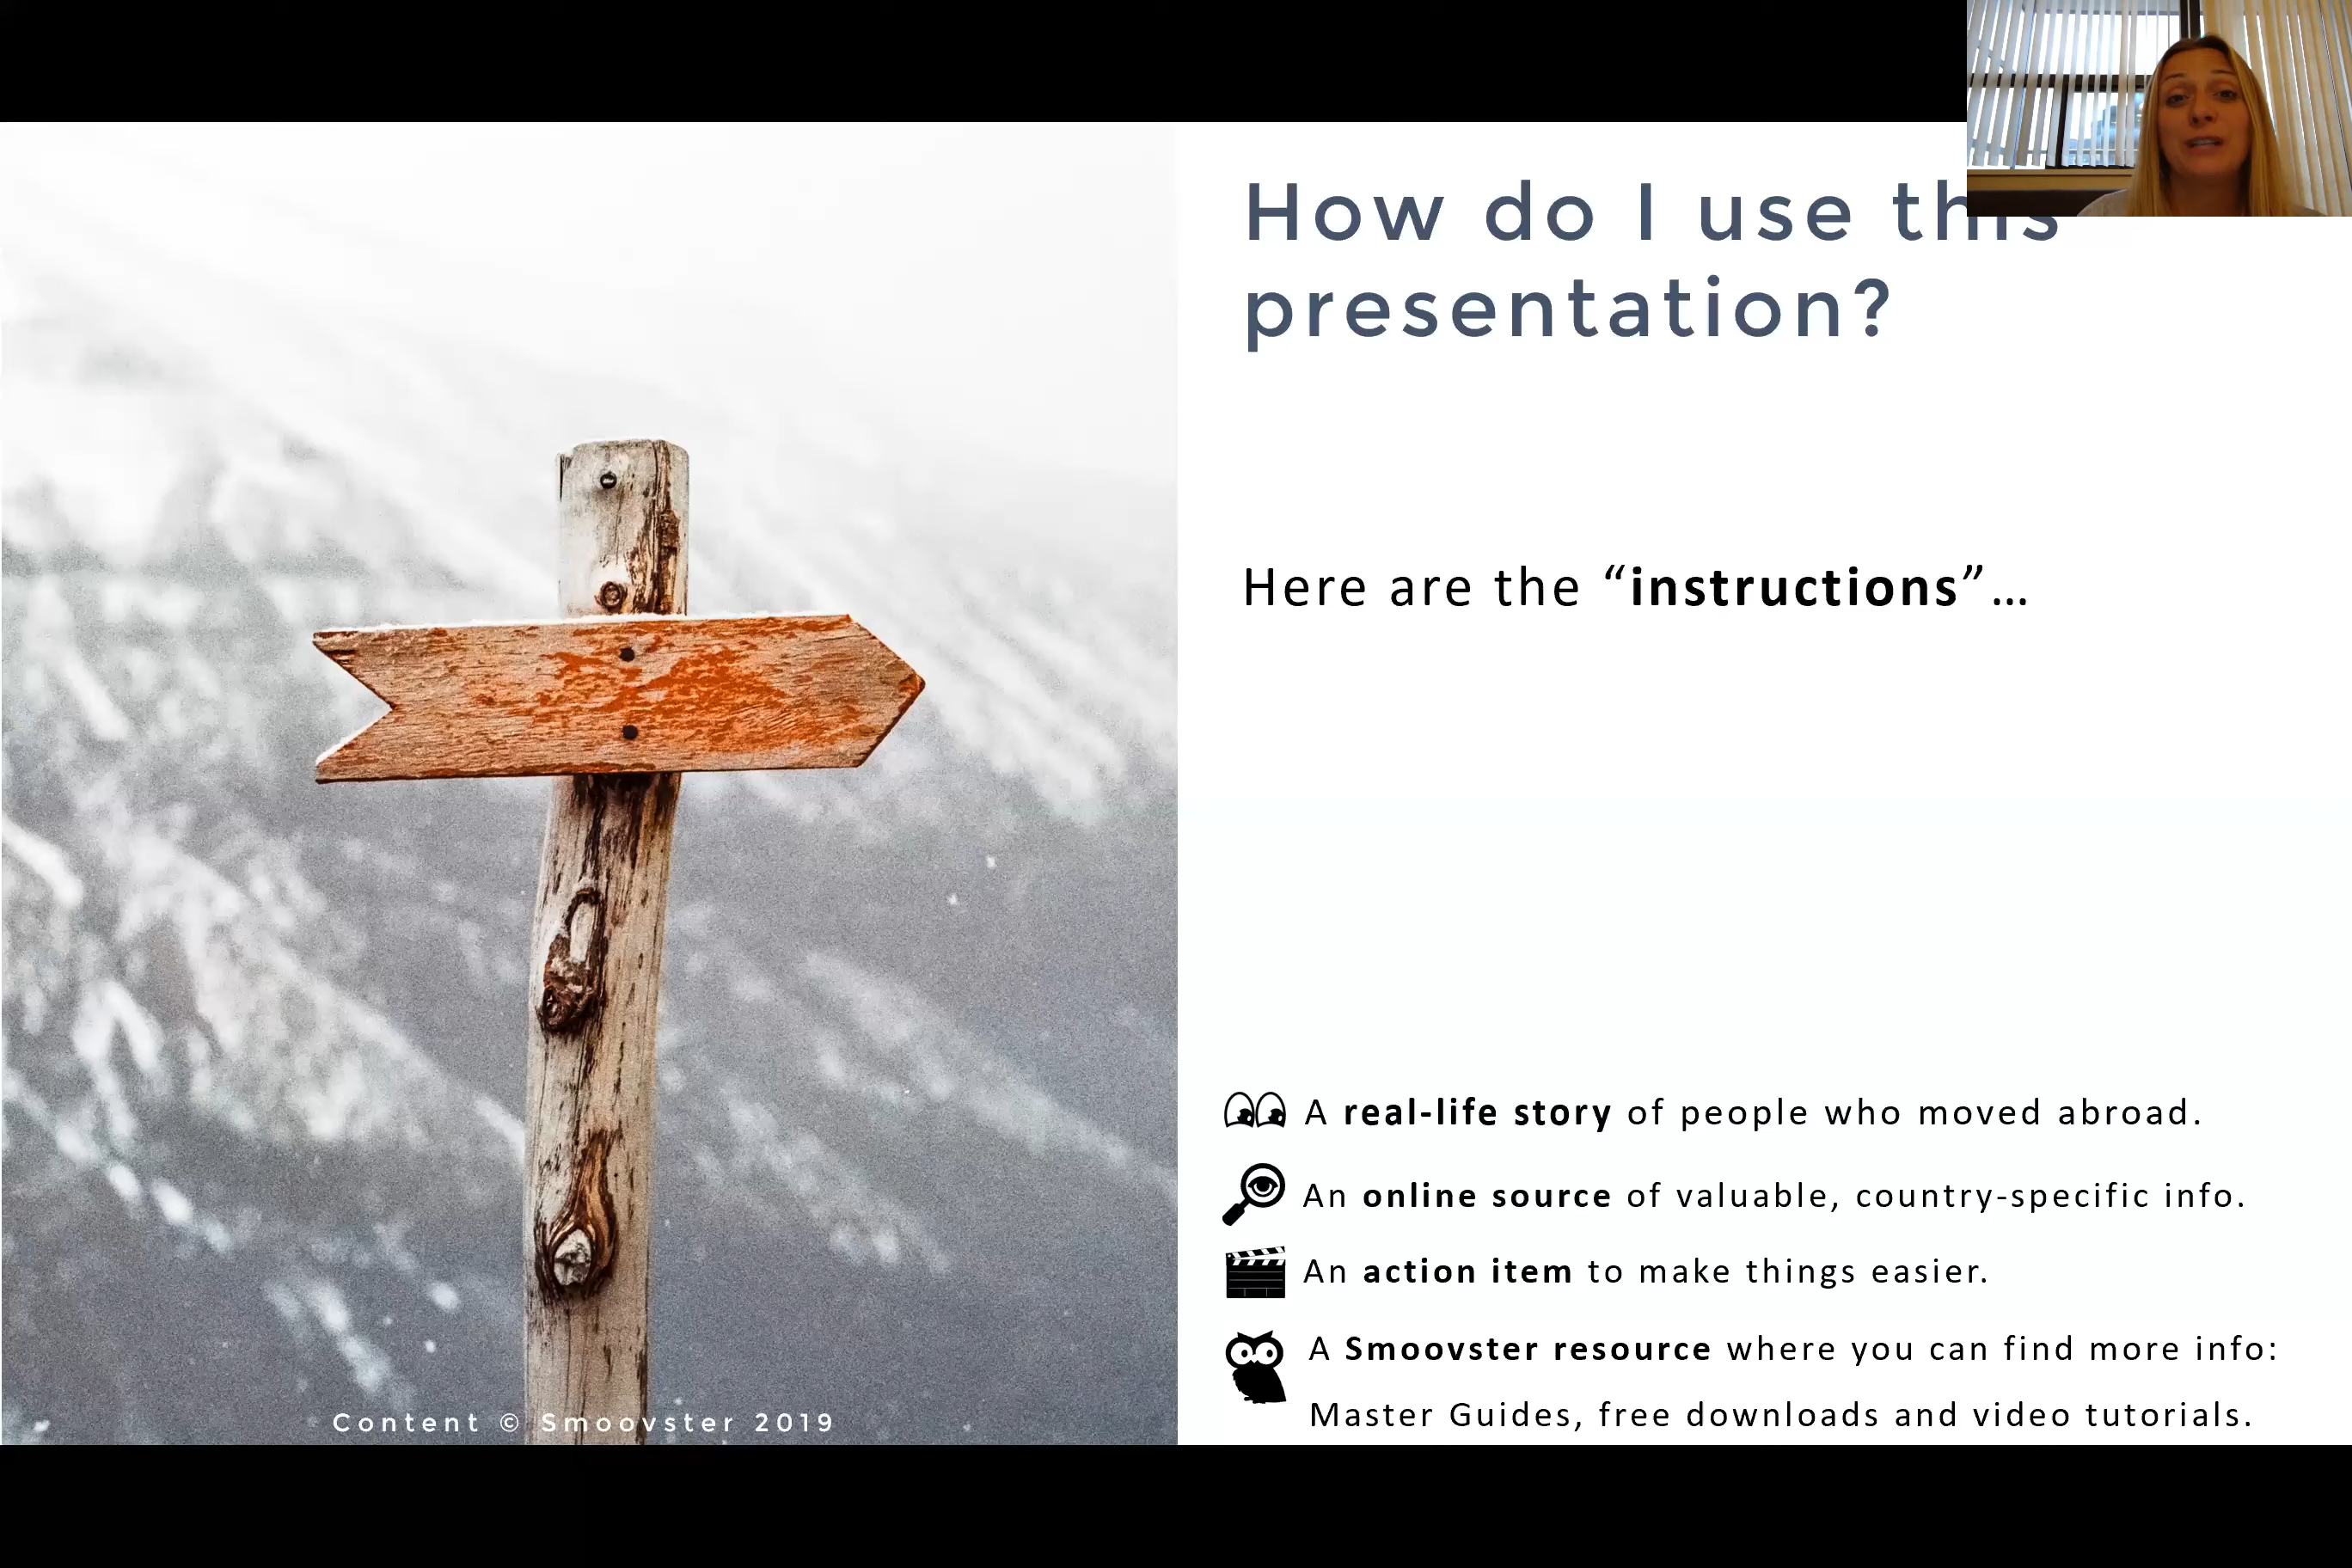 How do I use this
presentation?
Here are the “instructions”...
A real-life story of people who moved abroad.
An online source of valuable, country-specific info.
An action item to make things easier.
A Smoovster resource where you can find more info:
Master Guides, free downloads and video tutorials.
Content © Smoovster 2019